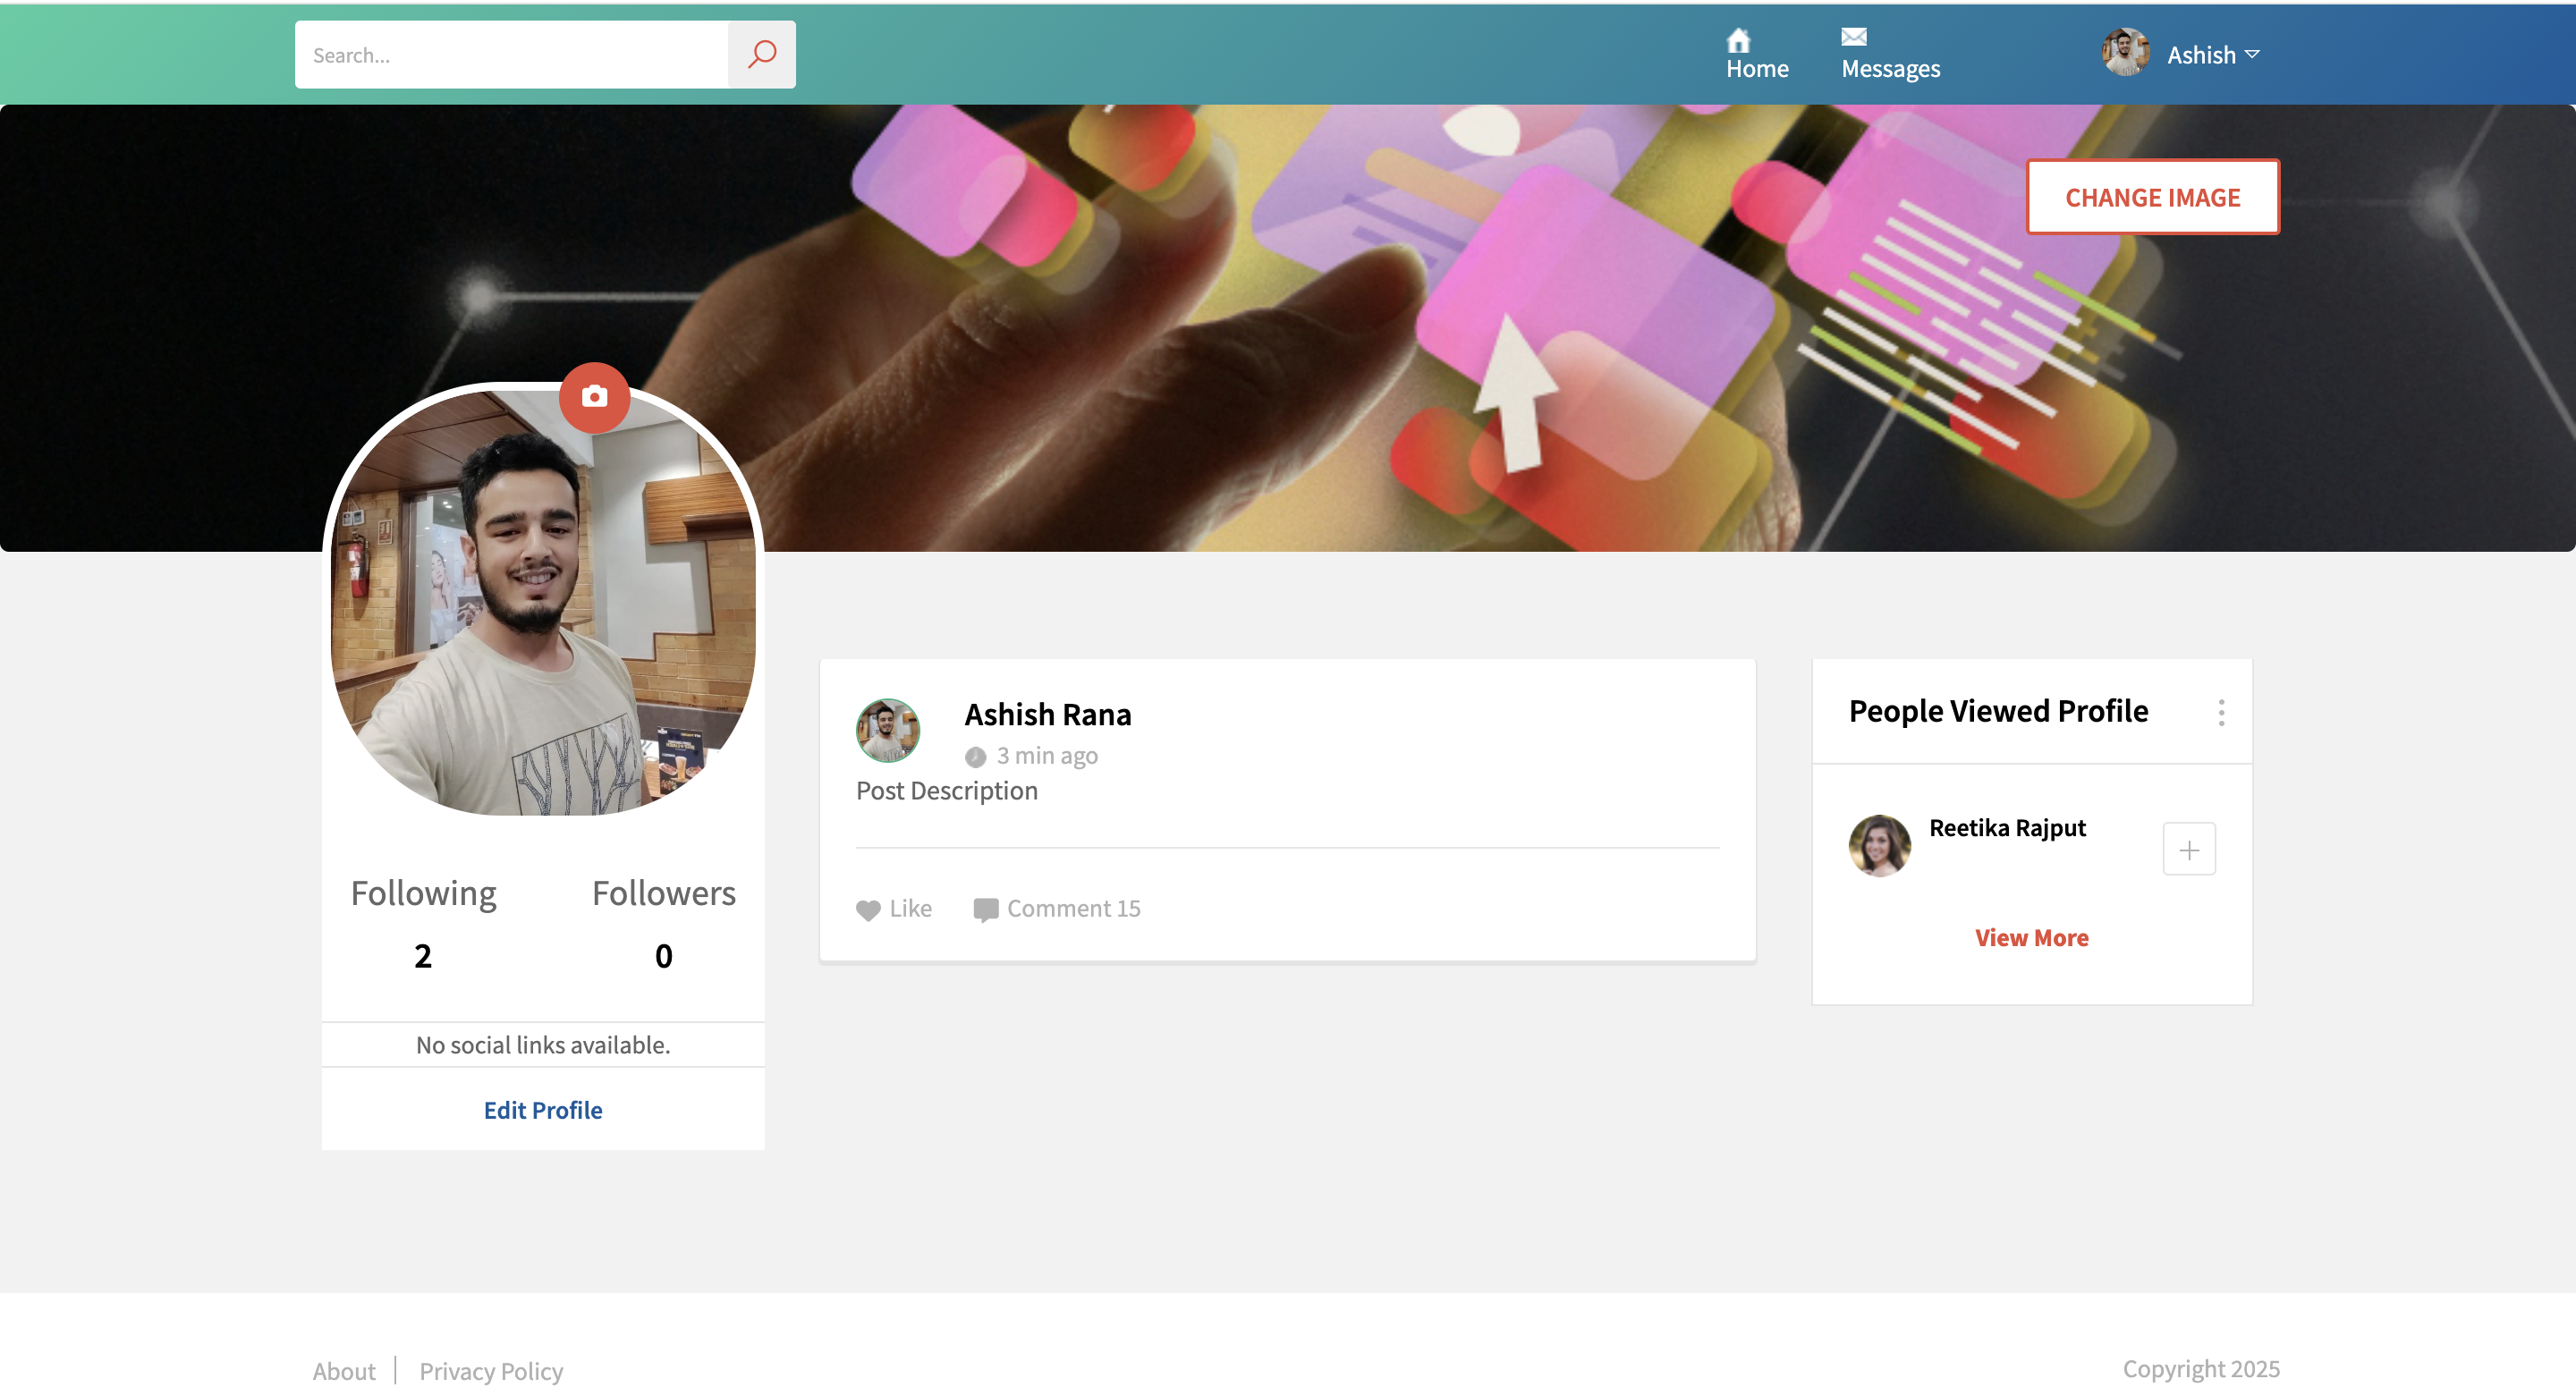 Search...
Home
Messages
Ashish
CHANGE IMAGE
Ashish Rana
3 min ago
Post Description
Like
Comment 15
People Viewed Profile
Reetika Rajput
View More
Following
Followers
2
0
No social links available.
Edit Profile
About
Privacy Policy
Copyright 2025